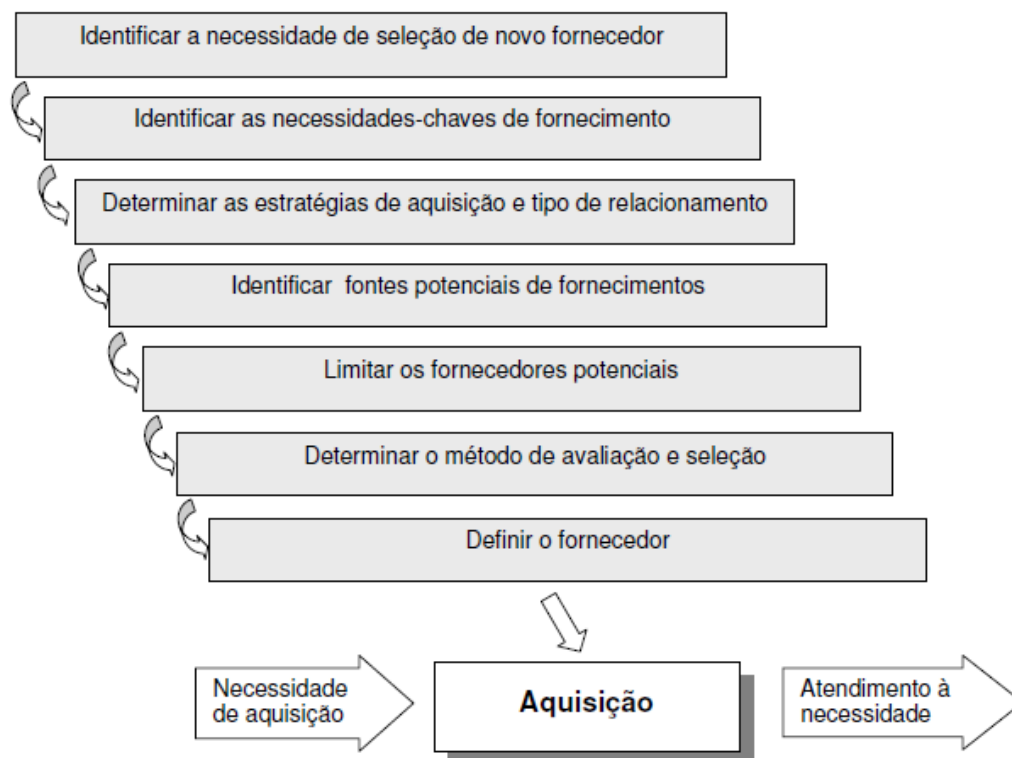 Identificar a necessidade de seleção de novo fornecedor
Identificar as necessidades-chaves de fornecimento
Determinar as estratégias de aquisição e tipo de relacionamento
Identificar fontes potenciais de fornecimentos
Limitar os fornecedores potenciais
Determinar o método de avaliação e seleção
Definir o fornecedor
Necessidade
de aquisição
Aquisição
Atendimento à
necessidade